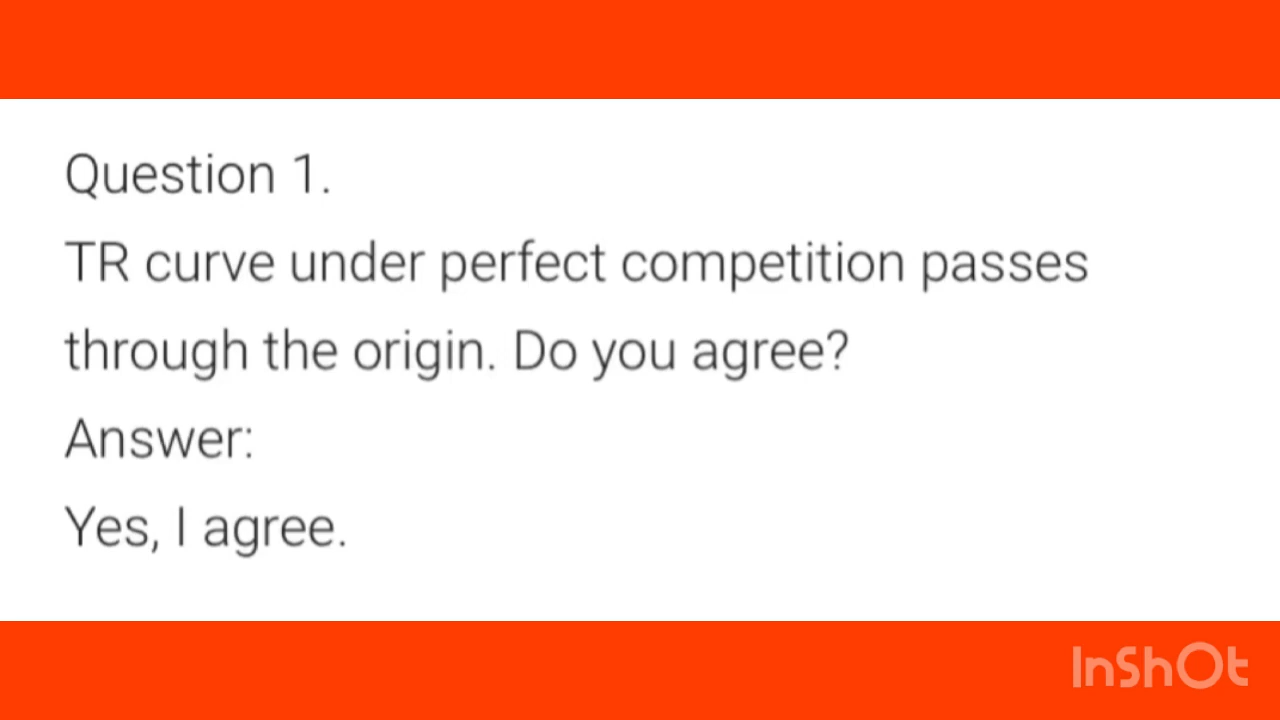 Question 1.
TR curve under perfect competition passes
through the origin. Do you agree?
Answer:
Yes, I agree.
InShOt